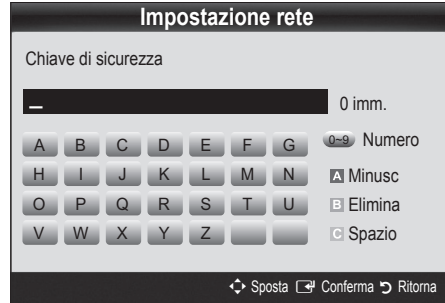 Impostazione rete
Chiave di sicurezza
_ 0 imm.
A B C D E F G 0~9 Numero
H I J K L M N A Minusc
O P Q R S T U B Elimina
V W X Y Z C Spazio
Sposta Conferma Ritorna